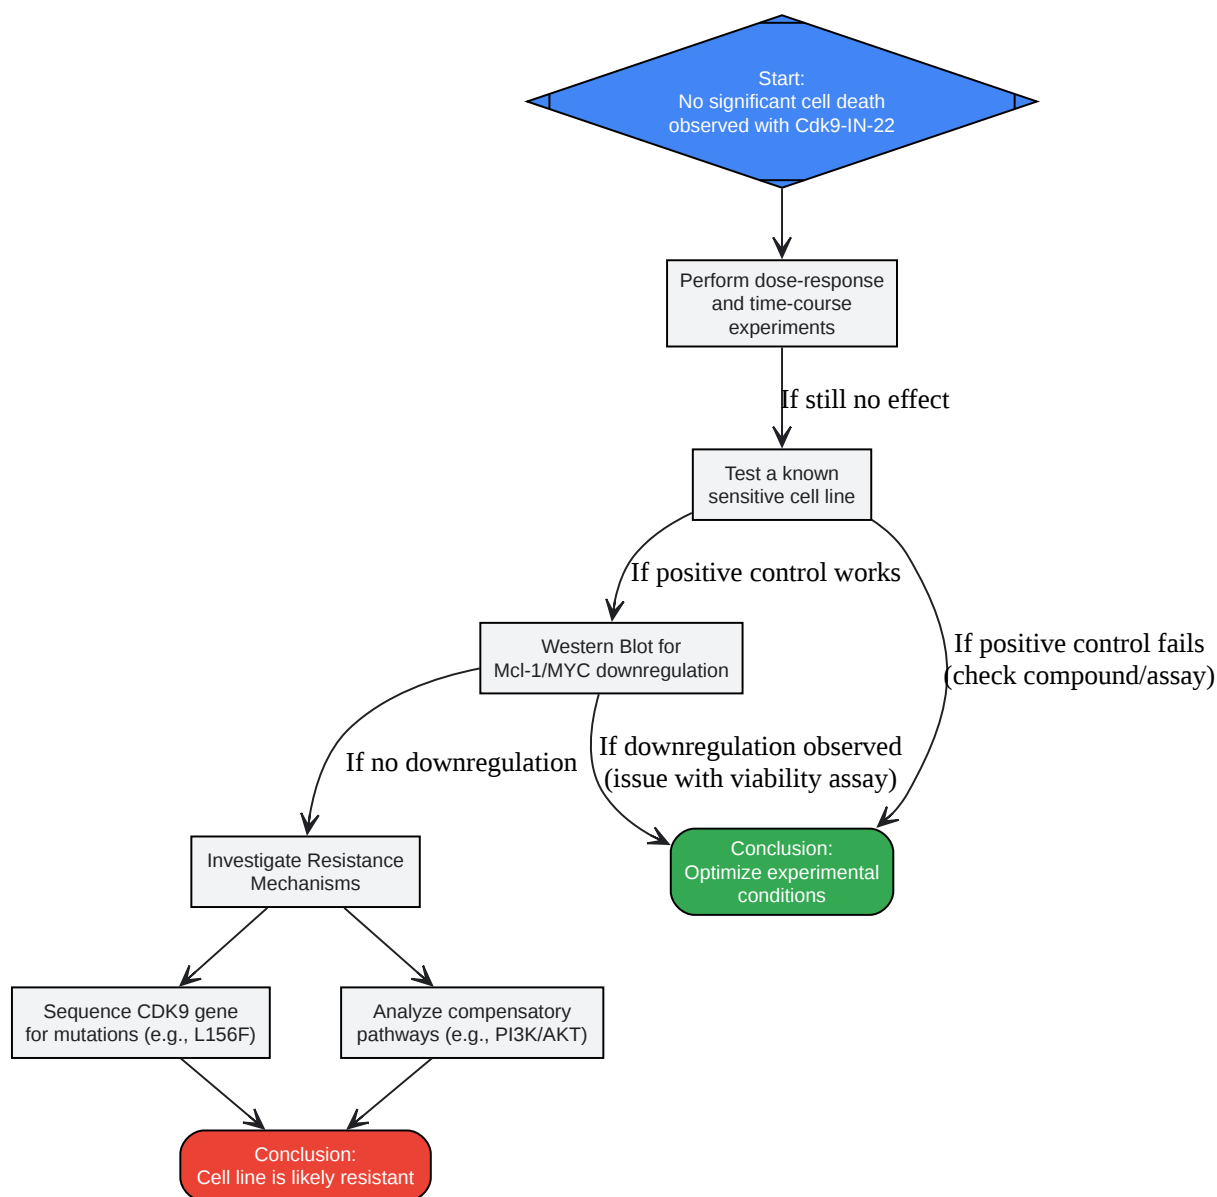 Start:
No significant cell death
observed with Cdk9-IN-22
Perform dose-response
and time-course
experiments
If still no effect
Test a known
sensitive cell line
If positive control works
If positive control fails
(check compound/assay)
Western Blot for
Mcl-1/MYC downregulation
If no downregulation
If downregulation observed
(issue with viability assay)
Conclusion:
Optimize experimental
conditions
Investigate Resistance
Mechanisms
Sequence CDK9 gene
for mutations (e.g., L156F)
Analyze compensatory
pathways (e.g., PI3K/AKT)
Conclusion:
Cell line is likely resistant